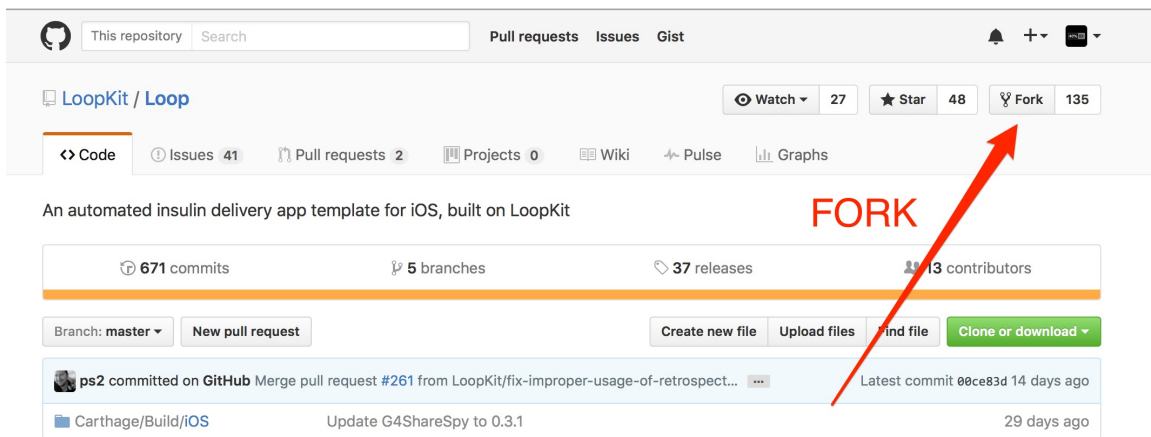 This repository Search Pull requests Issues Gist
LoopKit / Loop Watch 27 Star 48 Fork 135
Code Issues 41 Pull requests 2 Projects 0 Wiki Pulse Graphs
An automated insulin delivery app template for iOS, built on LoopKit
FORK
671 commits 5 branches 37 releases 13 contributors
Branch: master New pull request Create new file Upload files Find file Clone or download
ps2 committed on GitHub Merge pull request #261 from LoopKit/fix-improper-usage-of-retrospect... ... Latest commit 00ce83d 14 days ago
Carthage/Build/iOS Update G4ShareSpy to 0.3.1 29 days ago